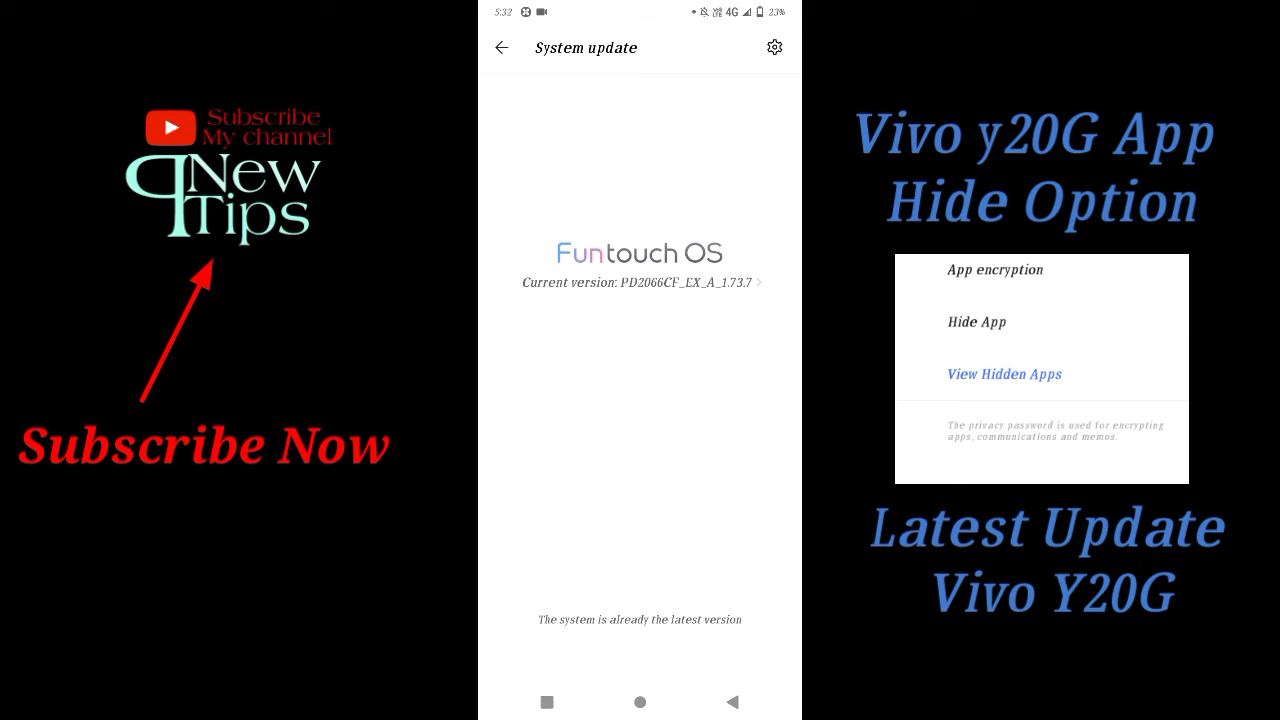 Subscribe
My channel
New
Tips
Subscribe Now
5:32
4G
23%
System update
Funtouch OS
Current version: PD2066CF_EX_A_1.73.7
The system is already the latest version
Vivo y20G App
Hide Option
App encryption
Hide App
View Hidden Apps
The privacy password is used for encrypting
apps, communications and memos.
Latest Update
Vivo Y20G